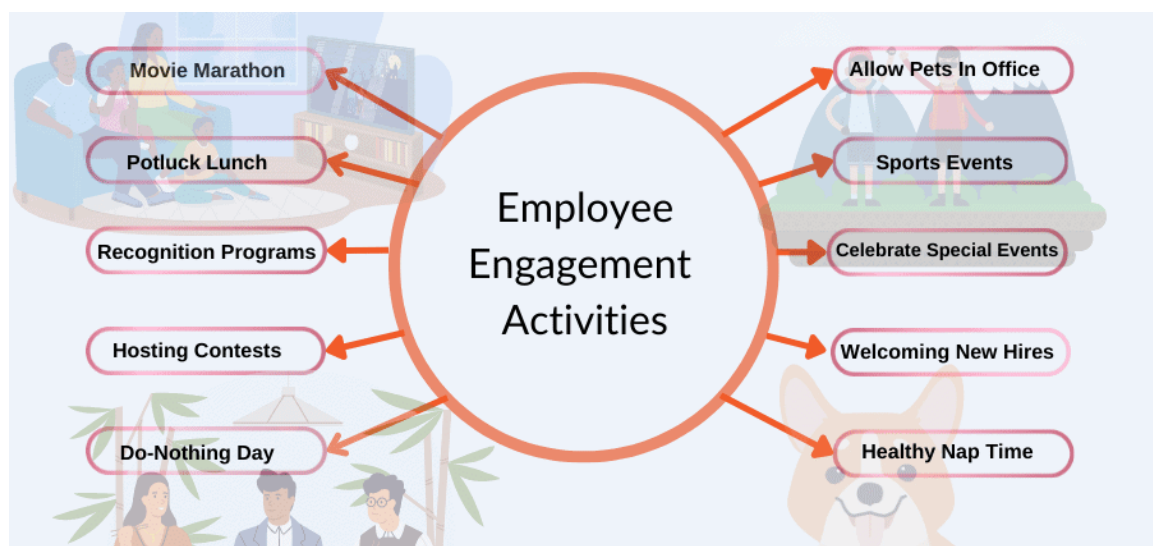 Movie Marathon
Potluck Lunch
Recognition Programs
Hosting Contests
Do-Nothing Day
Employee
Engagement
Activities
Allow Pets In Office
Sports Events
Celebrate Special Events
Welcoming New Hires
Healthy Nap Time